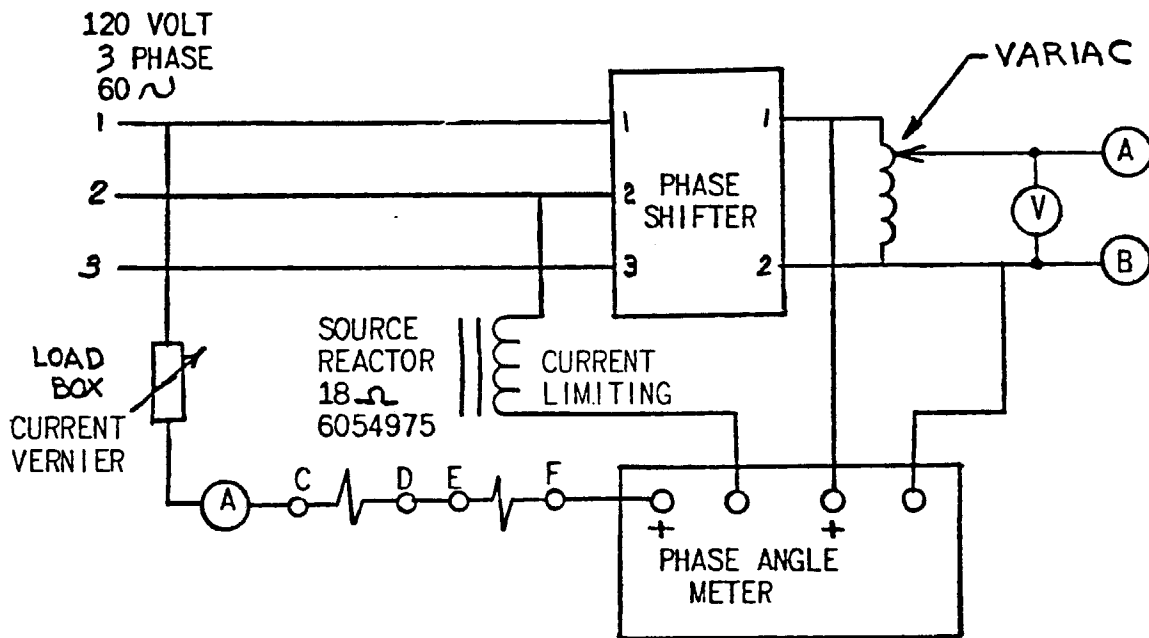 120 VOLT
3 PHASE
60 ~
VARIAC
1
1
1
A
2
2
PHASE
SHIFTER
V
3
3
2
B
SOURCE
REACTOR
18 Ω
6054975
CURRENT
LIMITING
LOAD
BOX
CURRENT
VERNIER
A
C
D
E
F
+
+
PHASE ANGLE
METER